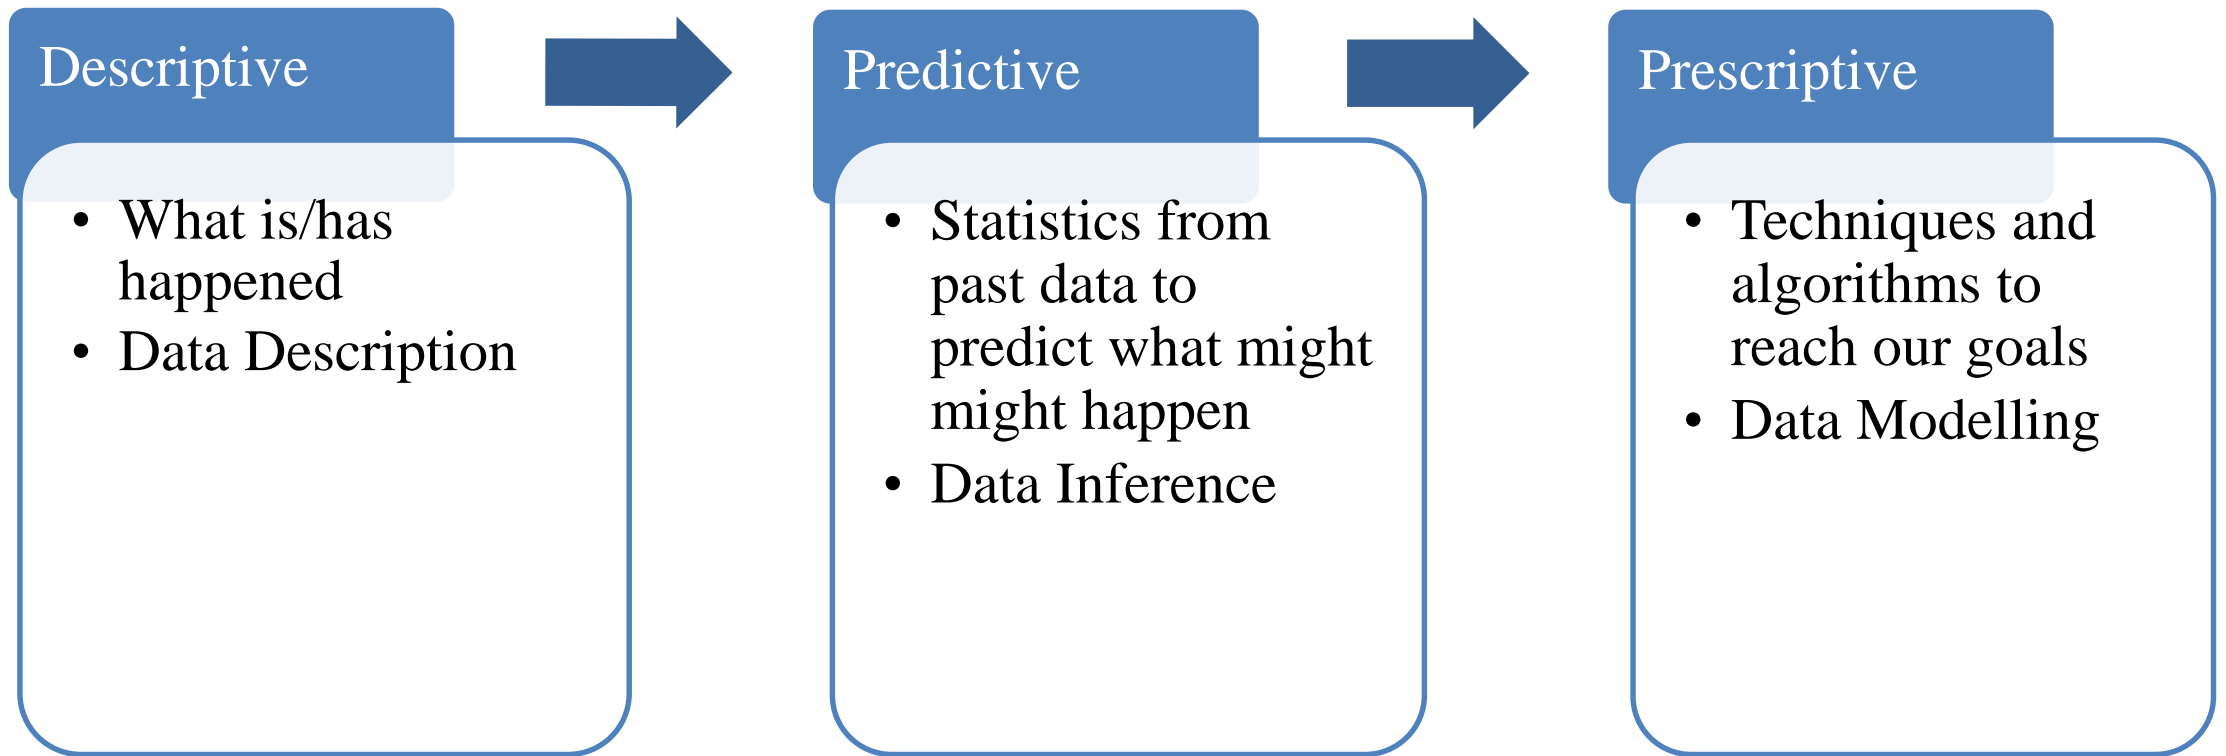 Descriptive
• What is/has
happened
• Data Description
Predictive
• Statistics from
past data to
predict what might
might happen
• Data Inference
Prescriptive
• Techniques and
algorithms to
reach our goals
• Data Modelling